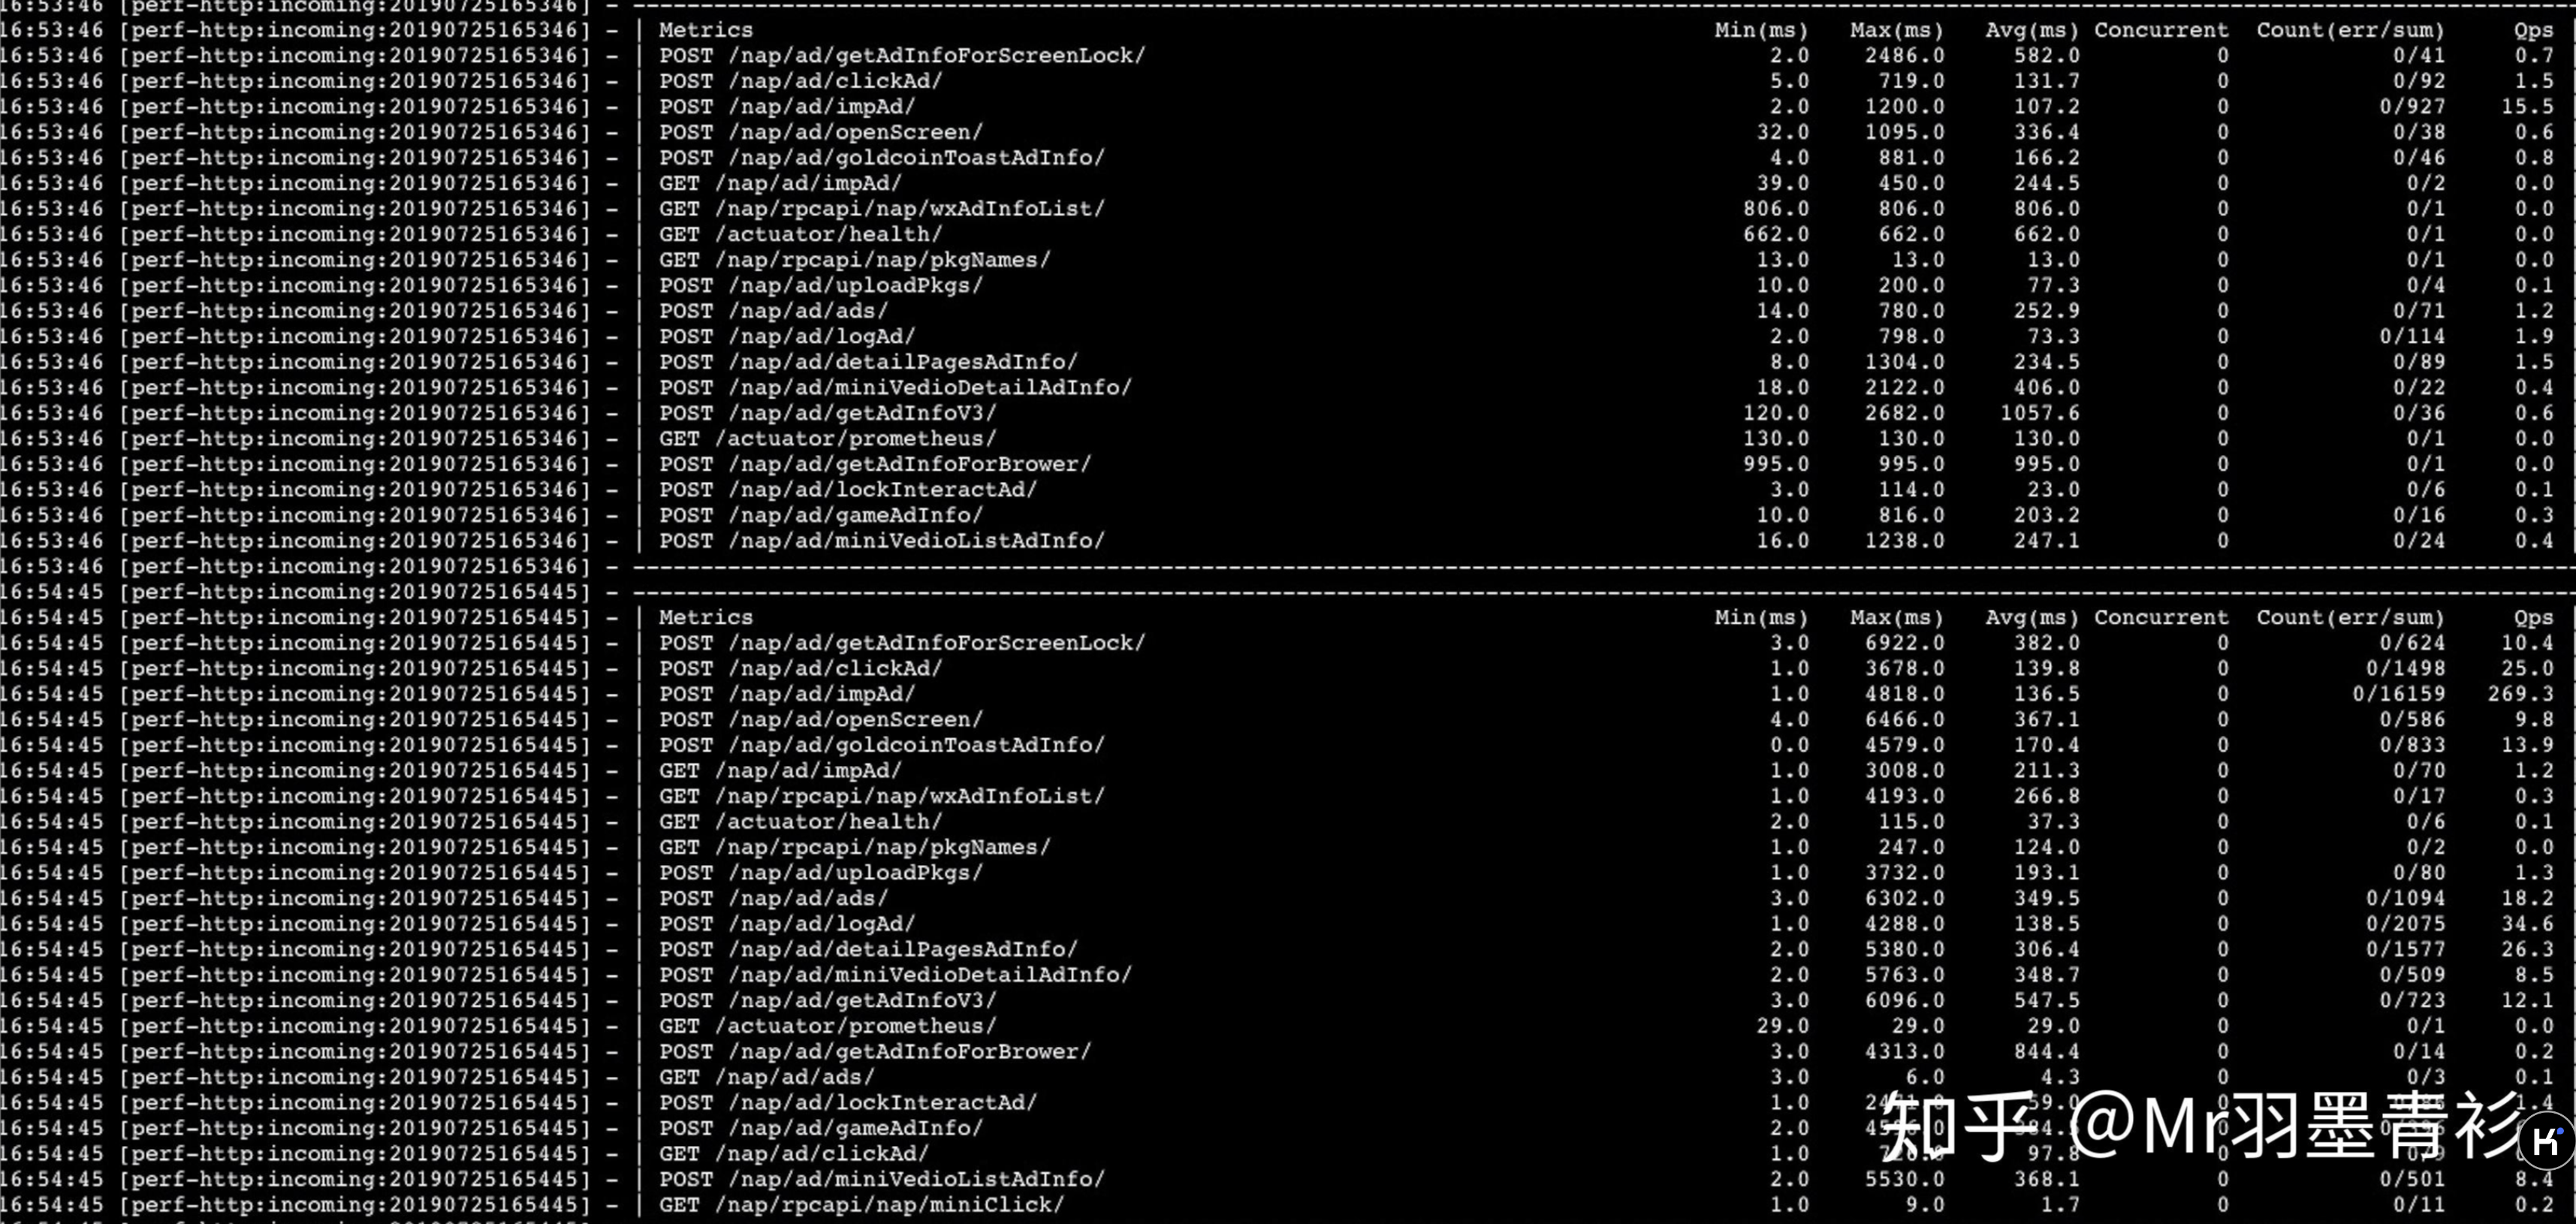 16:53:46 [perf-http:incoming:20190725165346] - ------------------------------------------------
16:53:46 [perf-http:incoming:20190725165346] - | Metrics Min(ms) Max(ms) Avg(ms) Concurrent Count(err/sum) Qps
16:53:46 [perf-http:incoming:20190725165346] - | POST /nap/ad/getAdInfoForScreenLock/ 2.0 2486.0 582.0 0 0/41 0.7
16:53:46 [perf-http:incoming:20190725165346] - | POST /nap/ad/clickAd/ 5.0 719.0 131.7 0 0/92 1.5
16:53:46 [perf-http:incoming:20190725165346] - | POST /nap/ad/impAd/ 2.0 1200.0 107.2 0 0/927 15.5
16:53:46 [perf-http:incoming:20190725165346] - | POST /nap/ad/openScreen/ 32.0 1095.0 336.4 0 0/38 0.6
16:53:46 [perf-http:incoming:20190725165346] - | POST /nap/ad/goldcoinToastAdInfo/ 4.0 881.0 166.2 0 0/46 0.8
16:53:46 [perf-http:incoming:20190725165346] - | GET /nap/ad/impAd/ 39.0 450.0 244.5 0 0/2 0.0
16:53:46 [perf-http:incoming:20190725165346] - | GET /nap/rpcapi/nap/wxAdInfoList/ 806.0 806.0 806.0 0 0/1 0.0
16:53:46 [perf-http:incoming:20190725165346] - | GET /actuator/health/ 662.0 662.0 662.0 0 0/1 0.0
16:53:46 [perf-http:incoming:20190725165346] - | GET /nap/rpcapi/nap/pkgNames/ 13.0 13.0 13.0 0 0/1 0.0
16:53:46 [perf-http:incoming:20190725165346] - | POST /nap/ad/uploadPkgs/ 10.0 200.0 77.3 0 0/4 0.1
16:53:46 [perf-http:incoming:20190725165346] - | POST /nap/ad/ads/ 14.0 780.0 252.9 0 0/71 1.2
16:53:46 [perf-http:incoming:20190725165346] - | POST /nap/ad/logAd/ 2.0 798.0 73.3 0 0/114 1.9
16:53:46 [perf-http:incoming:20190725165346] - | POST /nap/ad/detailPagesAdInfo/ 8.0 1304.0 234.5 0 0/89 1.5
16:53:46 [perf-http:incoming:20190725165346] - | POST /nap/ad/miniVedioDetailAdInfo/ 18.0 2122.0 406.0 0 0/22 0.4
16:53:46 [perf-http:incoming:20190725165346] - | POST /nap/ad/getAdInfoV3/ 120.0 2682.0 1057.6 0 0/36 0.6
16:53:46 [perf-http:incoming:20190725165346] - | GET /actuator/prometheus/ 130.0 130.0 130.0 0 0/1 0.0
16:53:46 [perf-http:incoming:20190725165346] - | POST /nap/ad/getAdInfoForBrower/ 995.0 995.0 995.0 0 0/1 0.0
16:53:46 [perf-http:incoming:20190725165346] - | POST /nap/ad/lockInteractAd/ 3.0 114.0 23.0 0 0/6 0.1
16:53:46 [perf-http:incoming:20190725165346] - | POST /nap/ad/gameAdInfo/ 10.0 816.0 203.2 0 0/16 0.3
16:53:46 [perf-http:incoming:20190725165346] - | POST /nap/ad/miniVedioListAdInfo/ 16.0 1238.0 247.1 0 0/24 0.4
16:53:46 [perf-http:incoming:20190725165346] - ------------------------------------------------
16:54:45 [perf-http:incoming:20190725165445] - ------------------------------------------------
16:54:45 [perf-http:incoming:20190725165445] - | Metrics Min(ms) Max(ms) Avg(ms) Concurrent Count(err/sum) Qps
16:54:45 [perf-http:incoming:20190725165445] - | POST /nap/ad/getAdInfoForScreenLock/ 3.0 6922.0 382.0 0 0/624 10.4
16:54:45 [perf-http:incoming:20190725165445] - | POST /nap/ad/clickAd/ 1.0 3678.0 139.8 0 0/1498 25.0
16:54:45 [perf-http:incoming:20190725165445] - | POST /nap/ad/impAd/ 1.0 4818.0 136.5 0 0/16159 269.3
16:54:45 [perf-http:incoming:20190725165445] - | POST /nap/ad/openScreen/ 4.0 6466.0 367.1 0 0/586 9.8
16:54:45 [perf-http:incoming:20190725165445] - | POST /nap/ad/goldcoinToastAdInfo/ 0.0 4579.0 170.4 0 0/833 13.9
16:54:45 [perf-http:incoming:20190725165445] - | GET /nap/ad/impAd/ 1.0 3008.0 211.3 0 0/70 1.2
16:54:45 [perf-http:incoming:20190725165445] - | GET /nap/rpcapi/nap/wxAdInfoList/ 1.0 4193.0 266.8 0 0/17 0.3
16:54:45 [perf-http:incoming:20190725165445] - | GET /actuator/health/ 2.0 115.0 37.3 0 0/6 0.1
16:54:45 [perf-http:incoming:20190725165445] - | GET /nap/rpcapi/nap/pkgNames/ 1.0 247.0 124.0 0 0/2 0.0
16:54:45 [perf-http:incoming:20190725165445] - | POST /nap/ad/uploadPkgs/ 1.0 3732.0 193.1 0 0/80 1.3
16:54:45 [perf-http:incoming:20190725165445] - | POST /nap/ad/ads/ 3.0 6302.0 349.5 0 0/1094 18.2
16:54:45 [perf-http:incoming:20190725165445] - | POST /nap/ad/logAd/ 1.0 4288.0 138.5 0 0/2075 34.6
16:54:45 [perf-http:incoming:20190725165445] - | POST /nap/ad/detailPagesAdInfo/ 2.0 5380.0 306.4 0 0/1577 26.3
16:54:45 [perf-http:incoming:20190725165445] - | POST /nap/ad/miniVedioDetailAdInfo/ 2.0 5763.0 348.7 0 0/509 8.5
16:54:45 [perf-http:incoming:20190725165445] - | POST /nap/ad/getAdInfoV3/ 3.0 6096.0 547.5 0 0/723 12.1
16:54:45 [perf-http:incoming:20190725165445] - | GET /actuator/prometheus/ 29.0 29.0 29.0 0 0/1 0.0
16:54:45 [perf-http:incoming:20190725165445] - | POST /nap/ad/getAdInfoForBrower/ 3.0 4313.0 844.4 0 0/14 0.2
16:54:45 [perf-http:incoming:20190725165445] - | GET /nap/ad/ads/ 3.0 6.0 4.3 0 0/3 0.1
16:54:45 [perf-http:incoming:20190725165445] - | POST /nap/ad/lockInteractAd/ 1.0 1.4
16:54:45 [perf-http:incoming:20190725165445] - | POST /nap/ad/gameAdInfo/ 2.0
16:54:45 [perf-http:incoming:20190725165445] - | GET /nap/ad/clickAd/ 1.0 97.8
16:54:45 [perf-http:incoming:20190725165445] - | POST /nap/ad/miniVedioListAdInfo/ 2.0 5530.0 368.1 0 0/501 8.4
16:54:45 [perf-http:incoming:20190725165445] - | GET /nap/rpcapi/nap/miniClick/ 1.0 9.0 1.7 0 0/11 0.2
知乎 @Mr羽墨青衫